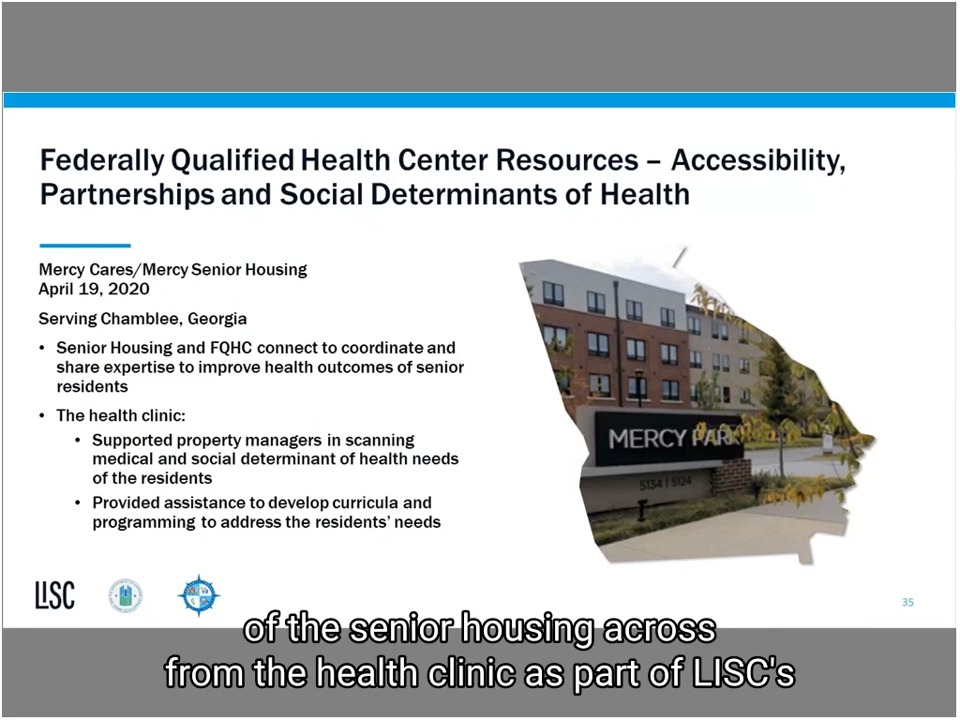 Federally Qualified Health Center Resources – Accessibility,
Partnerships and Social Determinants of Health
Mercy Cares/Mercy Senior Housing
April 19, 2020
Serving Chamblee, Georgia
• Senior Housing and FQHC connect to coordinate and
share expertise to improve health outcomes of senior
residents
• The health clinic:
• Supported property managers in scanning
medical and social determinant of health needs
of the residents
• Provided assistance to develop curricula and
programming to address the residents' needs
MERCY PARK
5134 | 5124
LISC
35
of the senior housing across
from the health clinic as part of LISC's